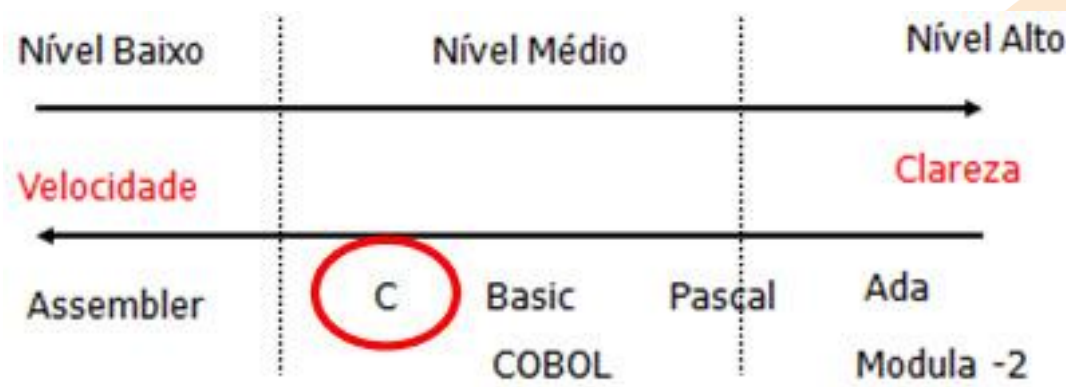 Nível Baixo Nível Médio Nível Alto
Velocidade Clareza
Assembler C Basic Pascal Ada
COBOL Modula -2